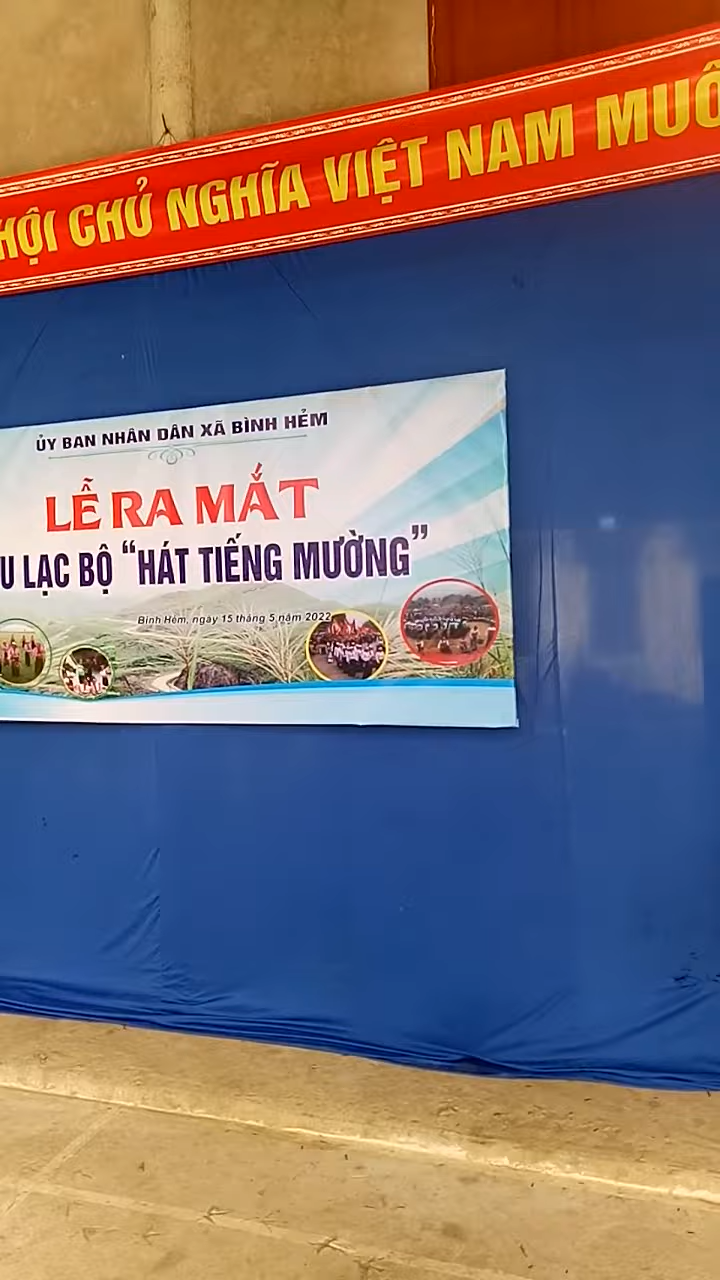 HỘI CHỦ NGHĨA VIỆT NAM MUÔ
ỦY BAN NHÂN DÂN XÃ BÌNH HẺM
LỄ RA MẮT
U LẠC BỘ “HÁT TIẾNG MƯỜNG”
Bình Hẻm, ngày 15 tháng 5 năm 2022